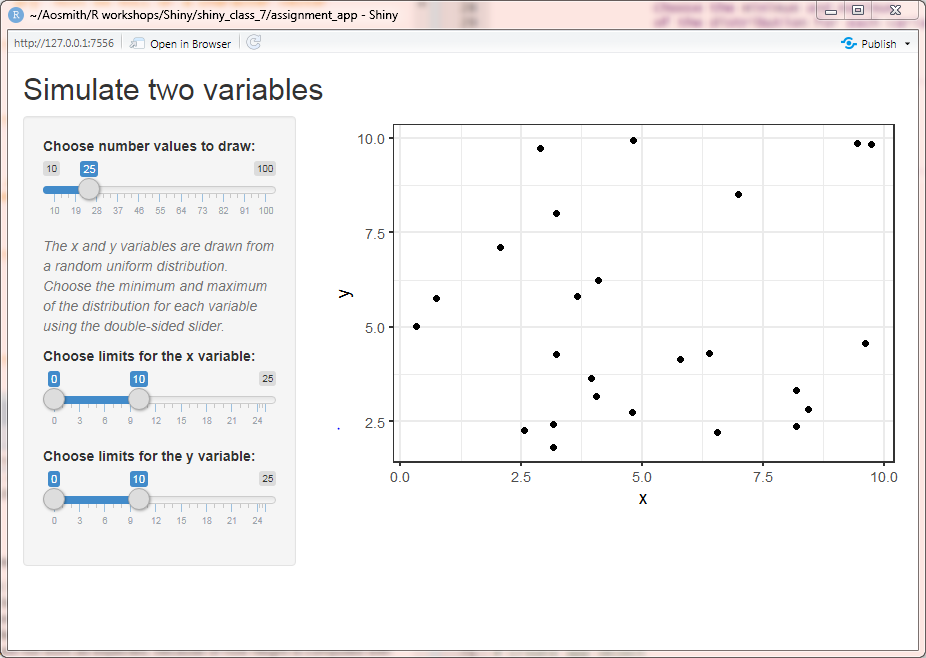 R ~/Aosmith/R workshops/Shiny/shiny_class_7/assignment_app - Shiny
http://127.0.0.1:7556 Open in Browser Publish
Simulate two variables
Choose number values to draw:
10 25 100
10 19 28 37 46 55 64 73 82 91 100
The x and y variables are drawn from
a random uniform distribution.
Choose the minimum and maximum
of the distribution for each variable
using the double-sided slider.
Choose limits for the x variable:
0 10 25
0 3 6 9 12 15 18 21 24
Choose limits for the y variable:
0 10 25
0 3 6 9 12 15 18 21 24
10.0
7.5
y
5.0
2.5
0.0 2.5 5.0 7.5 10.0
x